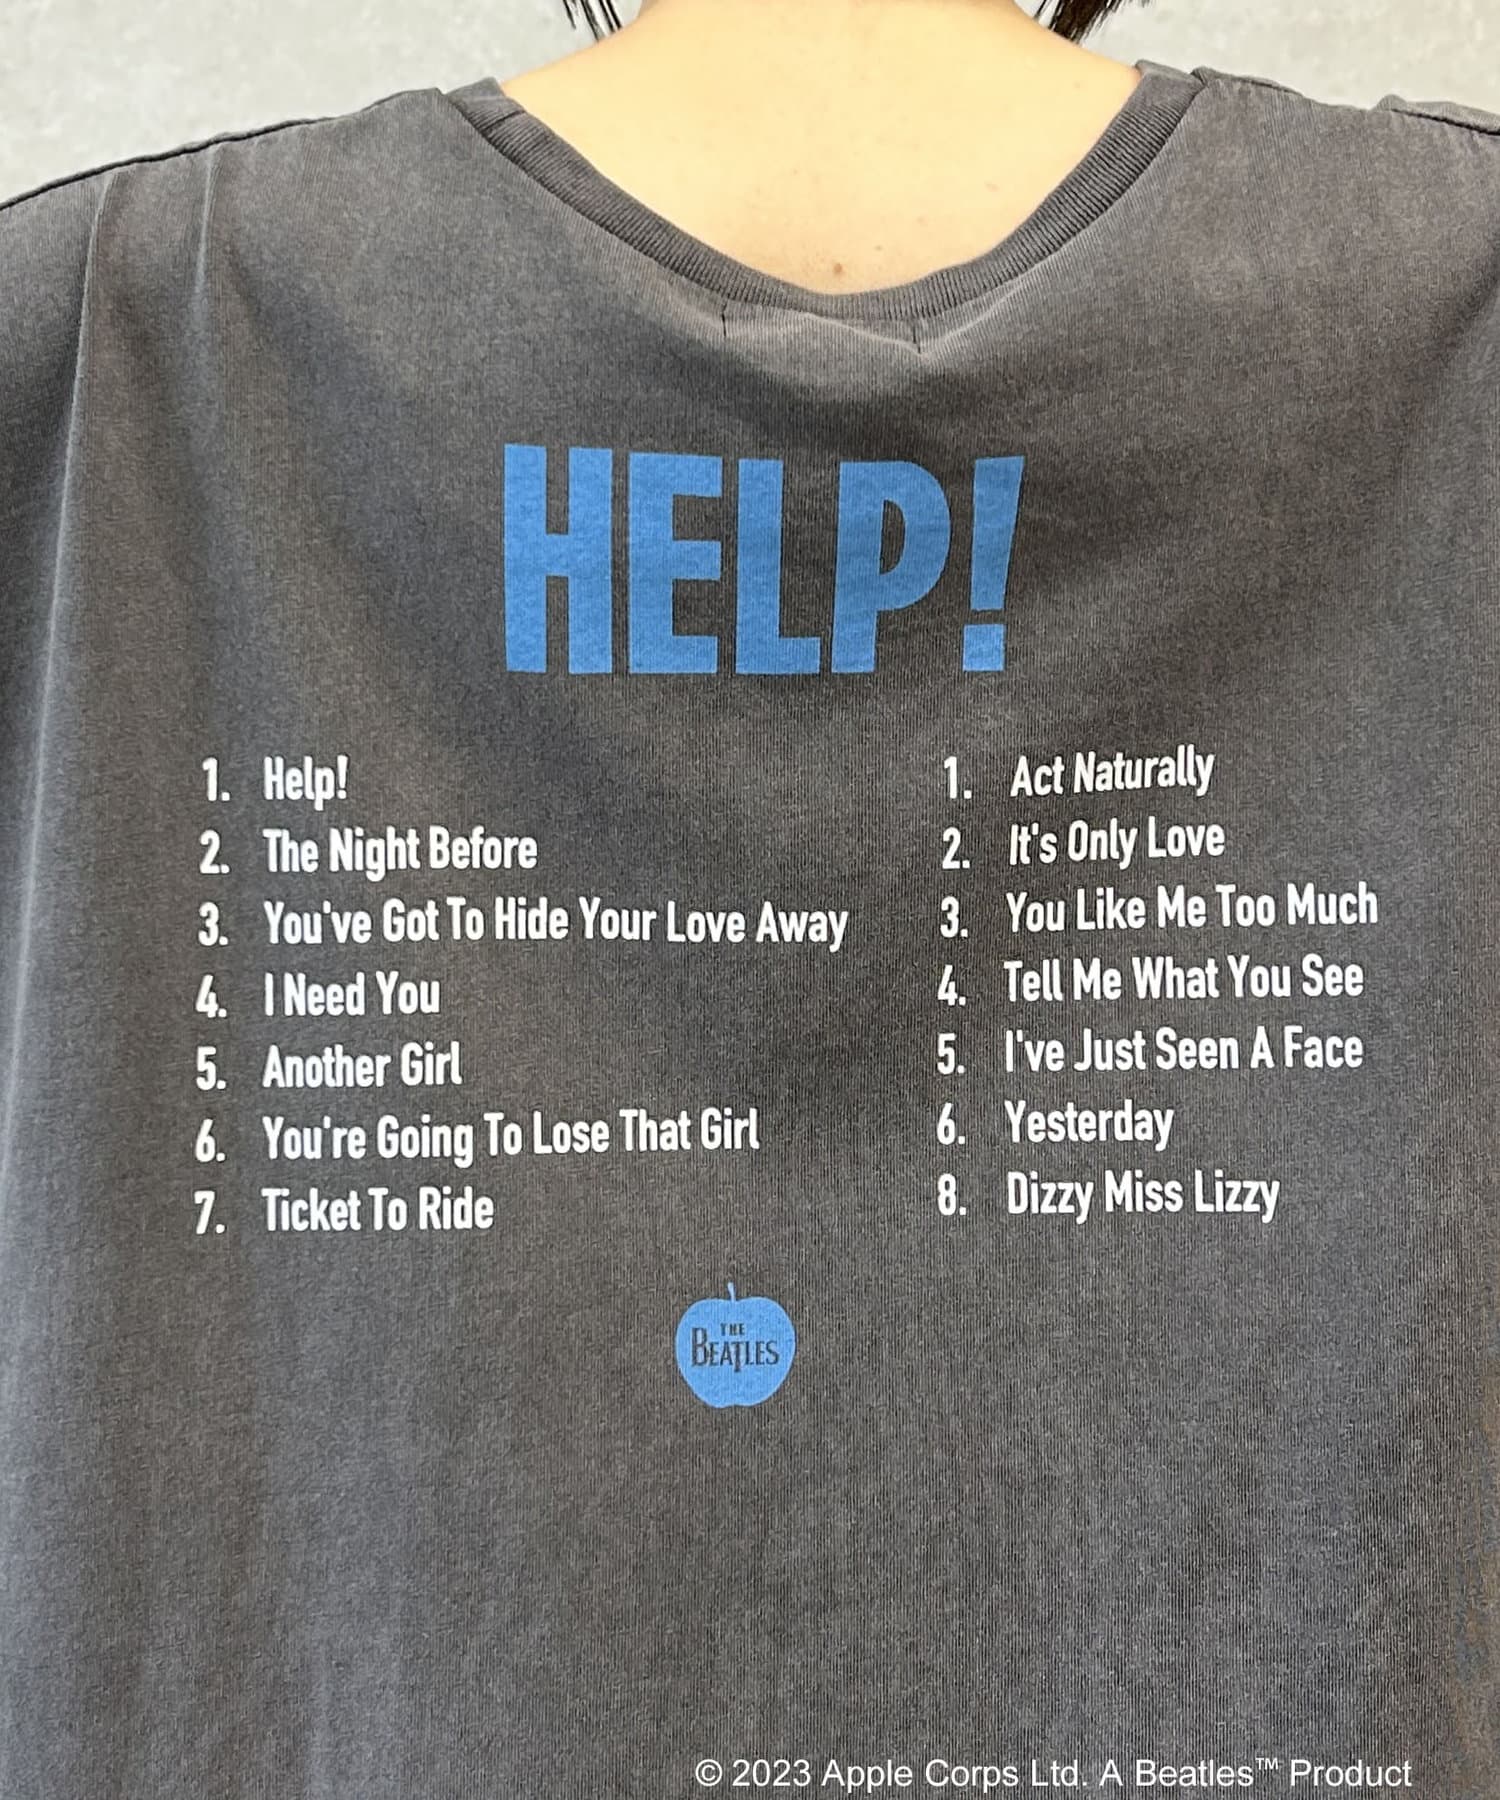 HELP!
1. Help!
2. The Night Before
3. You've Got To Hide Your Love Away
4. I Need You
5. Another Girl
6. You're Going To Lose That Girl
7. Ticket To Ride
1. Act Naturally
2. It's Only Love
3. You Like Me Too Much
4. Tell Me What You See
5. I've Just Seen A Face
6. Yesterday
8. Dizzy Miss Lizzy
THE
BEATLES
© 2023 Apple Corps Ltd. A Beatles™ Product